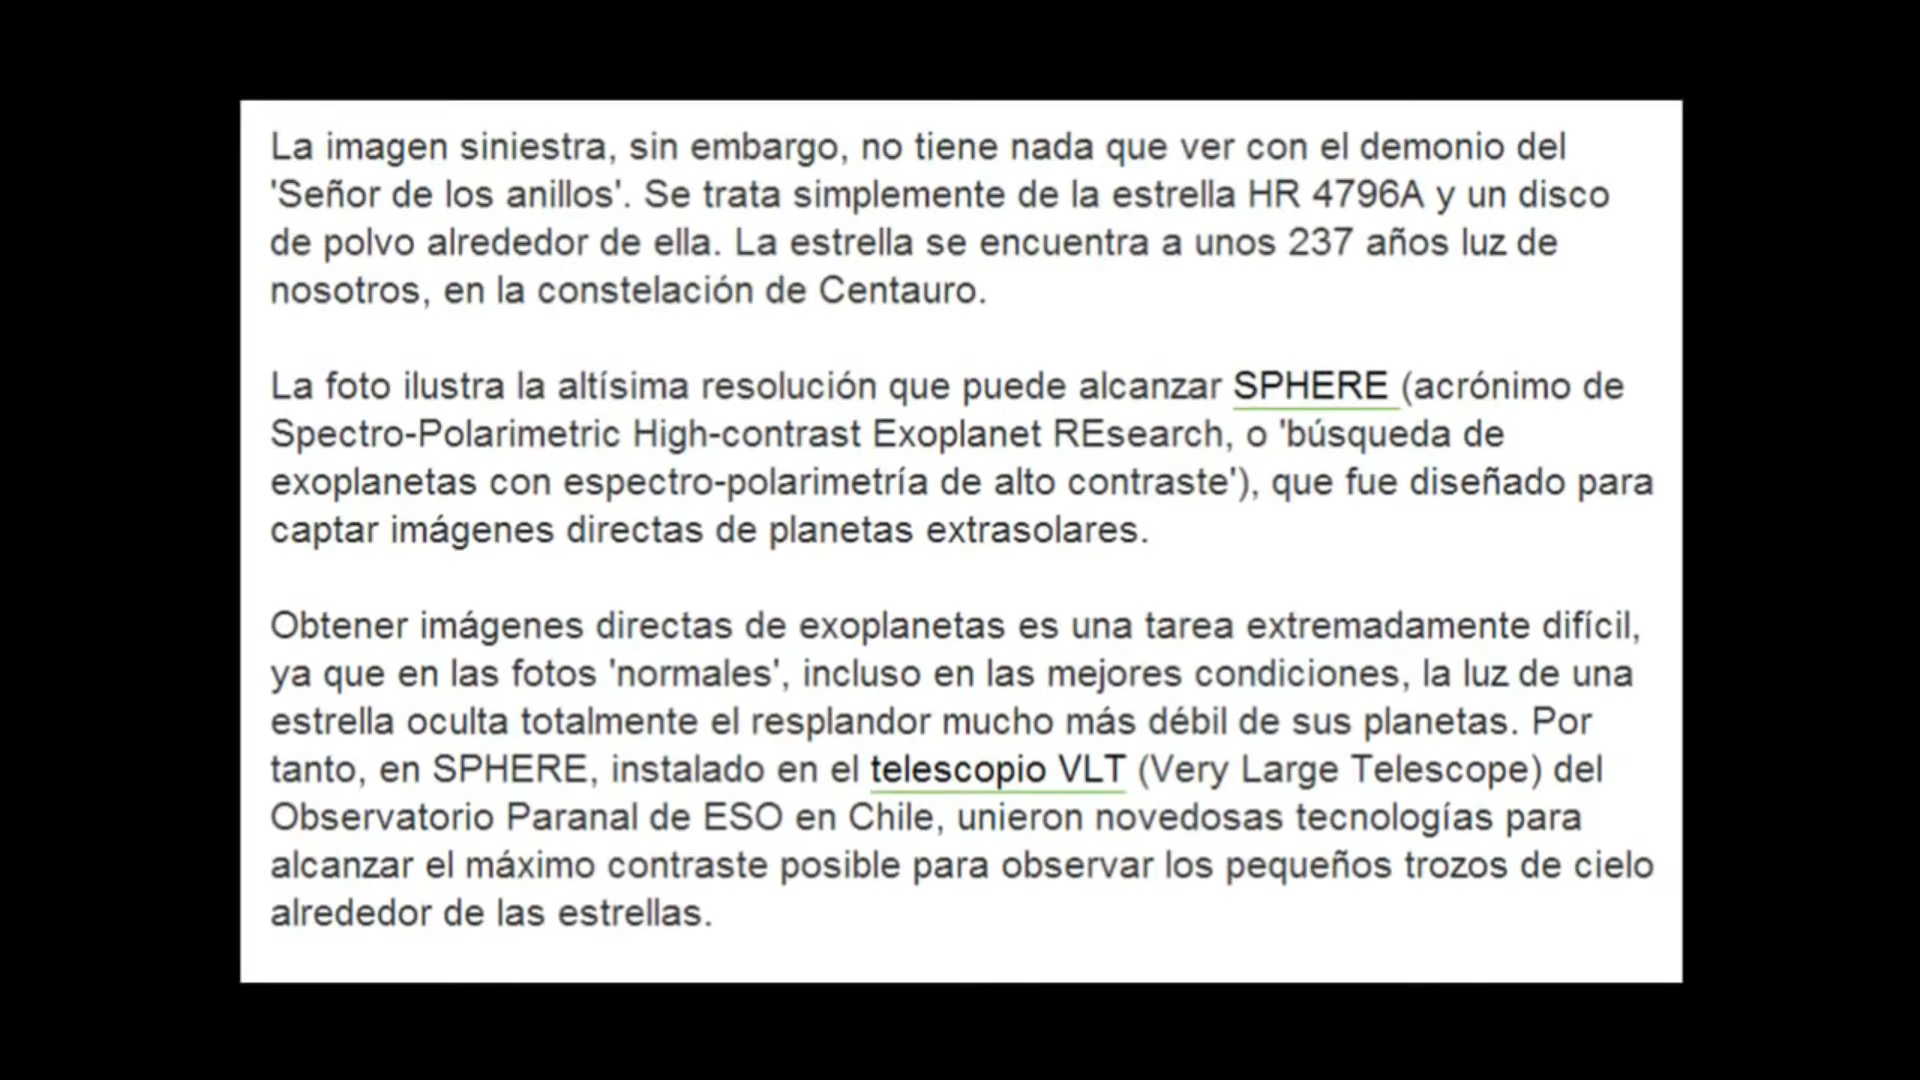 La imagen siniestra, sin embargo, no tiene nada que ver con el demonio del
'Señor de los anillos'. Se trata simplemente de la estrella HR 4796A y un disco
de polvo alrededor de ella. La estrella se encuentra a unos 237 años luz de
nosotros, en la constelación de Centauro.
La foto ilustra la altísima resolución que puede alcanzar SPHERE (acrónimo de
Spectro-Polarimetric High-contrast Exoplanet REsearch, o 'búsqueda de
exoplanetas con espectro-polarimetría de alto contraste'), que fue diseñado para
captar imágenes directas de planetas extrasolares.
Obtener imágenes directas de exoplanetas es una tarea extremadamente difícil,
ya que en las fotos 'normales', incluso en las mejores condiciones, la luz de una
estrella oculta totalmente el resplandor mucho más débil de sus planetas. Por
tanto, en SPHERE, instalado en el telescopio VLT (Very Large Telescope) del
Observatorio Paranal de ESO en Chile, unieron novedosas tecnologías para
alcanzar el máximo contraste posible para observar los pequeños trozos de cielo
alrededor de las estrellas.